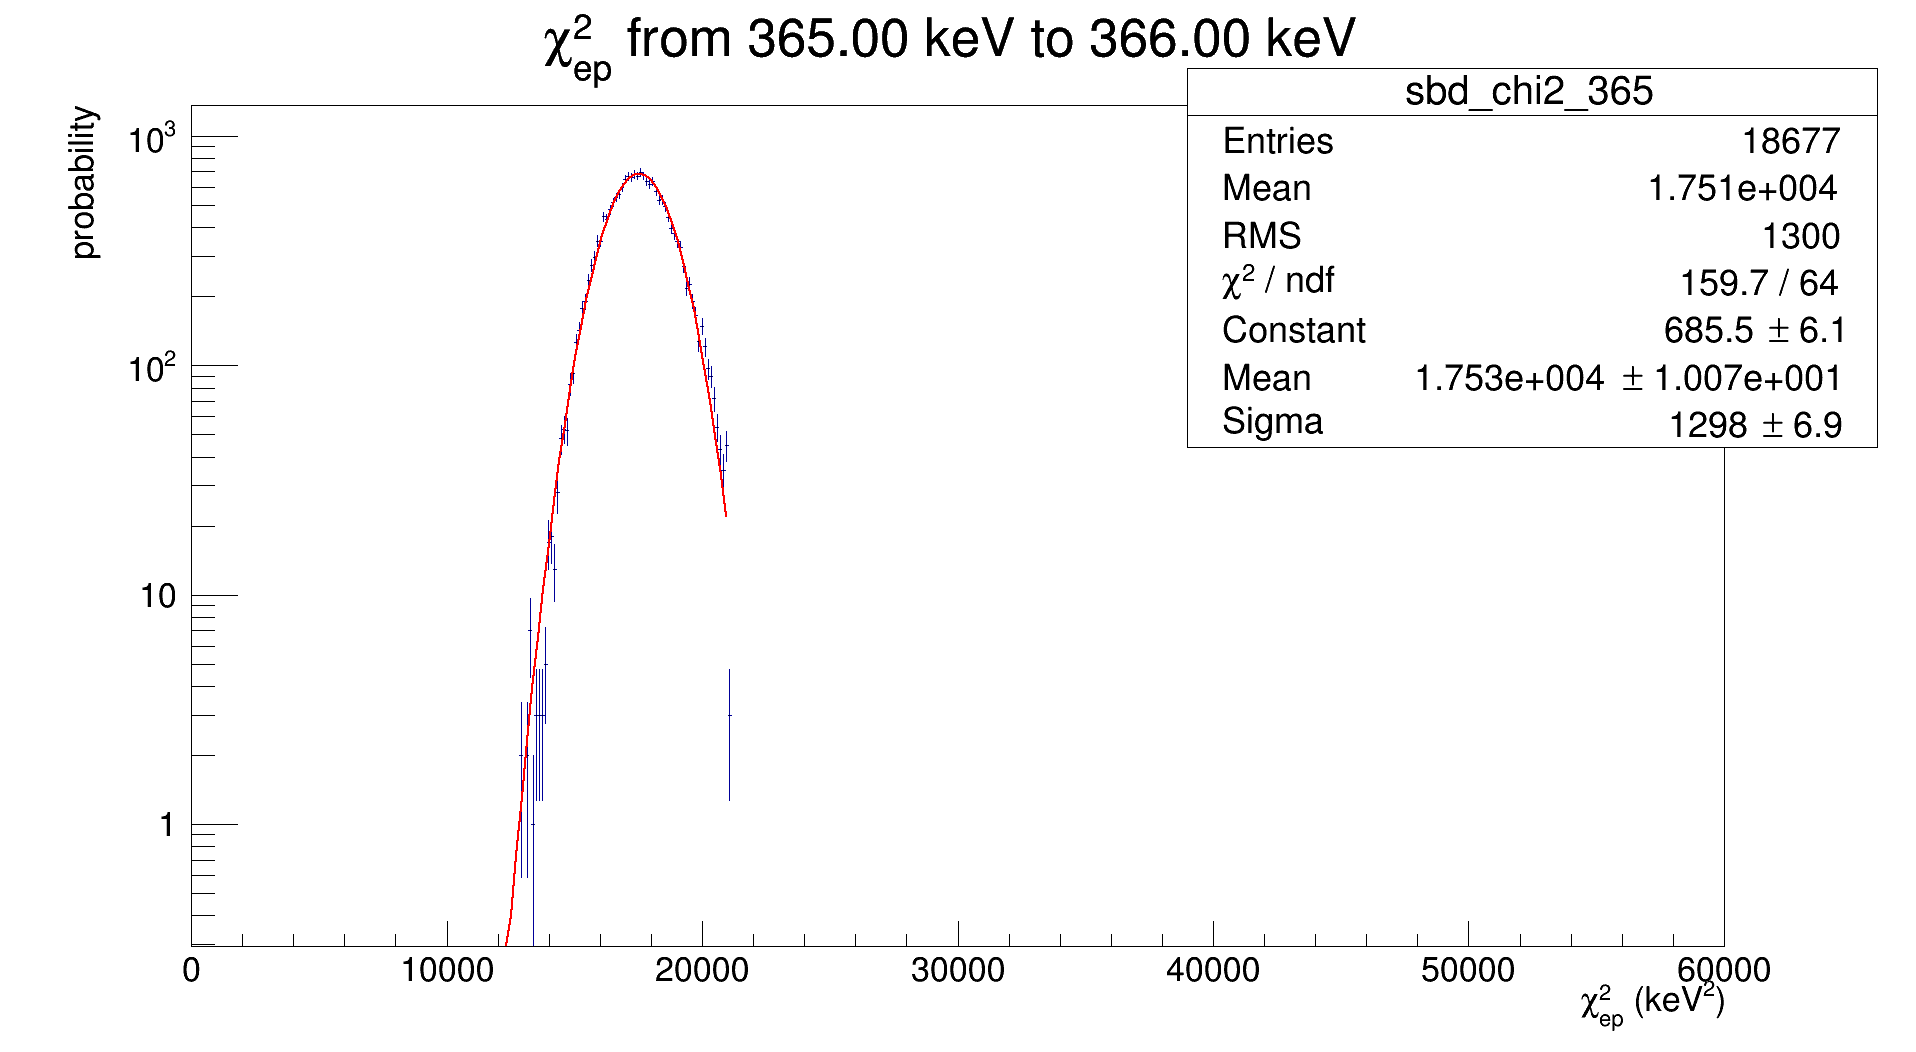 χ²ep from 365.00 keV to 366.00 keV
sbd_chi2_365
Entries 18677
Mean 1.751e+004
RMS 1300
χ² / ndf 159.7 / 64
Constant 685.5 ± 6.1
Mean 1.753e+004 ± 1.007e+001
Sigma 1298 ± 6.9
probability
10³
10²
10
1
0 10000 20000 30000 40000 50000 60000
χ²ep (keV²)